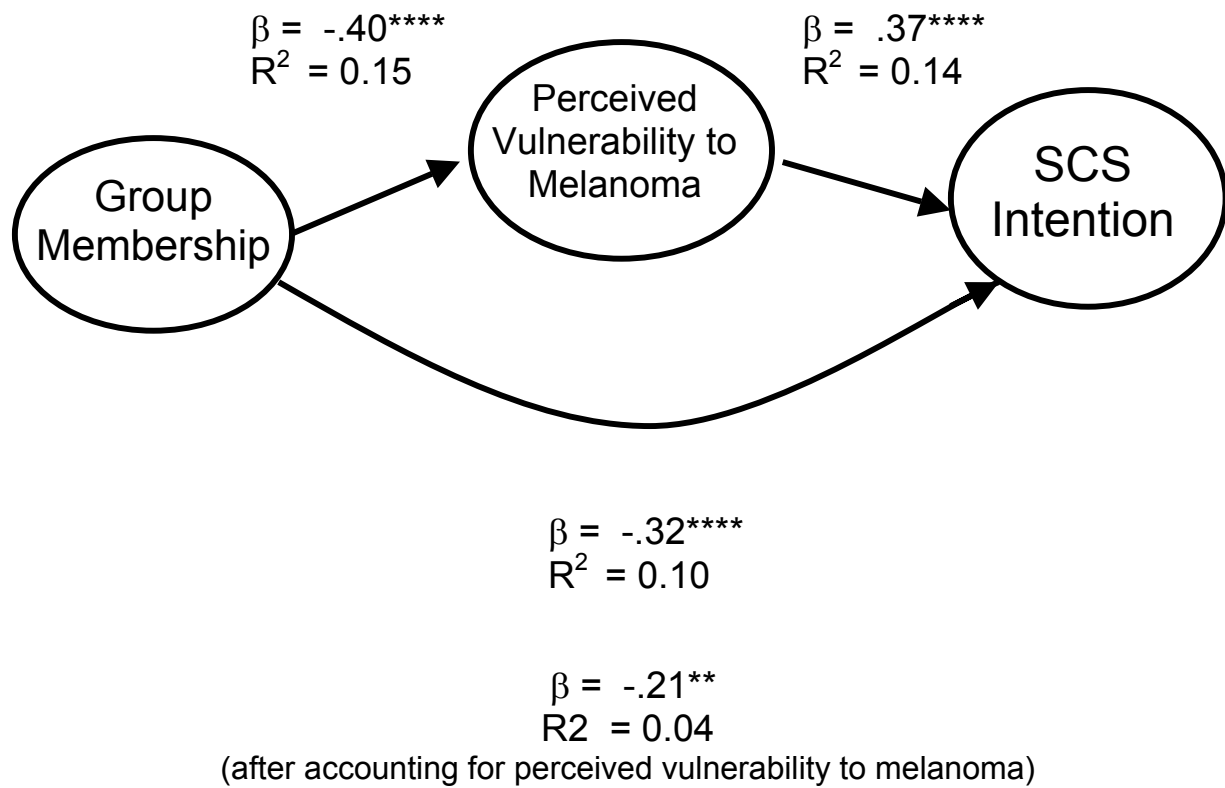 β = -.40****
R² = 0.15
β = .37****
R² = 0.14
Perceived
Vulnerability to
Melanoma
SCS
Intention
Group
Membership
β = -.32****
R² = 0.10
β = -.21**
R2 = 0.04
(after accounting for perceived vulnerability to melanoma)